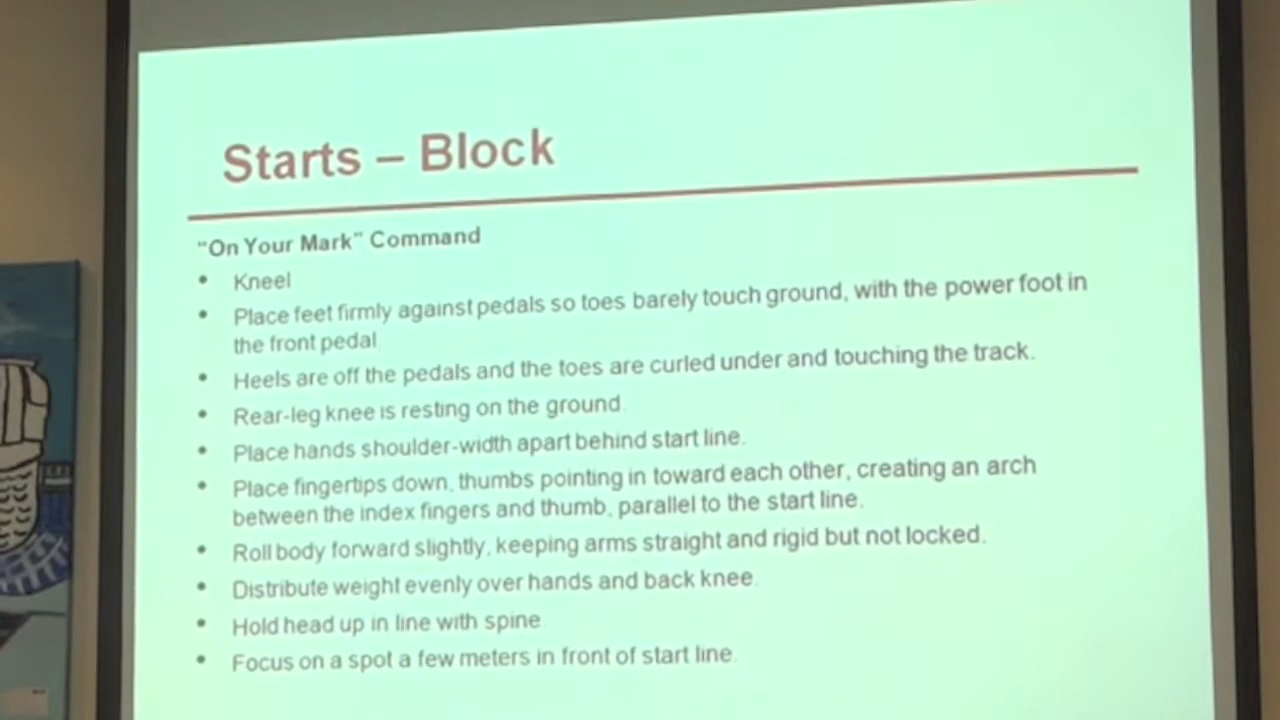 Starts – Block
"On Your Mark" Command
• Kneel
• Place feet firmly against pedals so toes barely touch ground, with the power foot in
the front pedal
• Heels are off the pedals and the toes are curled under and touching the track.
• Rear-leg knee is resting on the ground.
• Place hands shoulder-width apart behind start line.
• Place fingertips down, thumbs pointing in toward each other, creating an arch
between the index fingers and thumb, parallel to the start line.
• Roll body forward slightly, keeping arms straight and rigid but not locked.
• Distribute weight evenly over hands and back knee.
• Hold head up in line with spine
• Focus on a spot a few meters in front of start line.